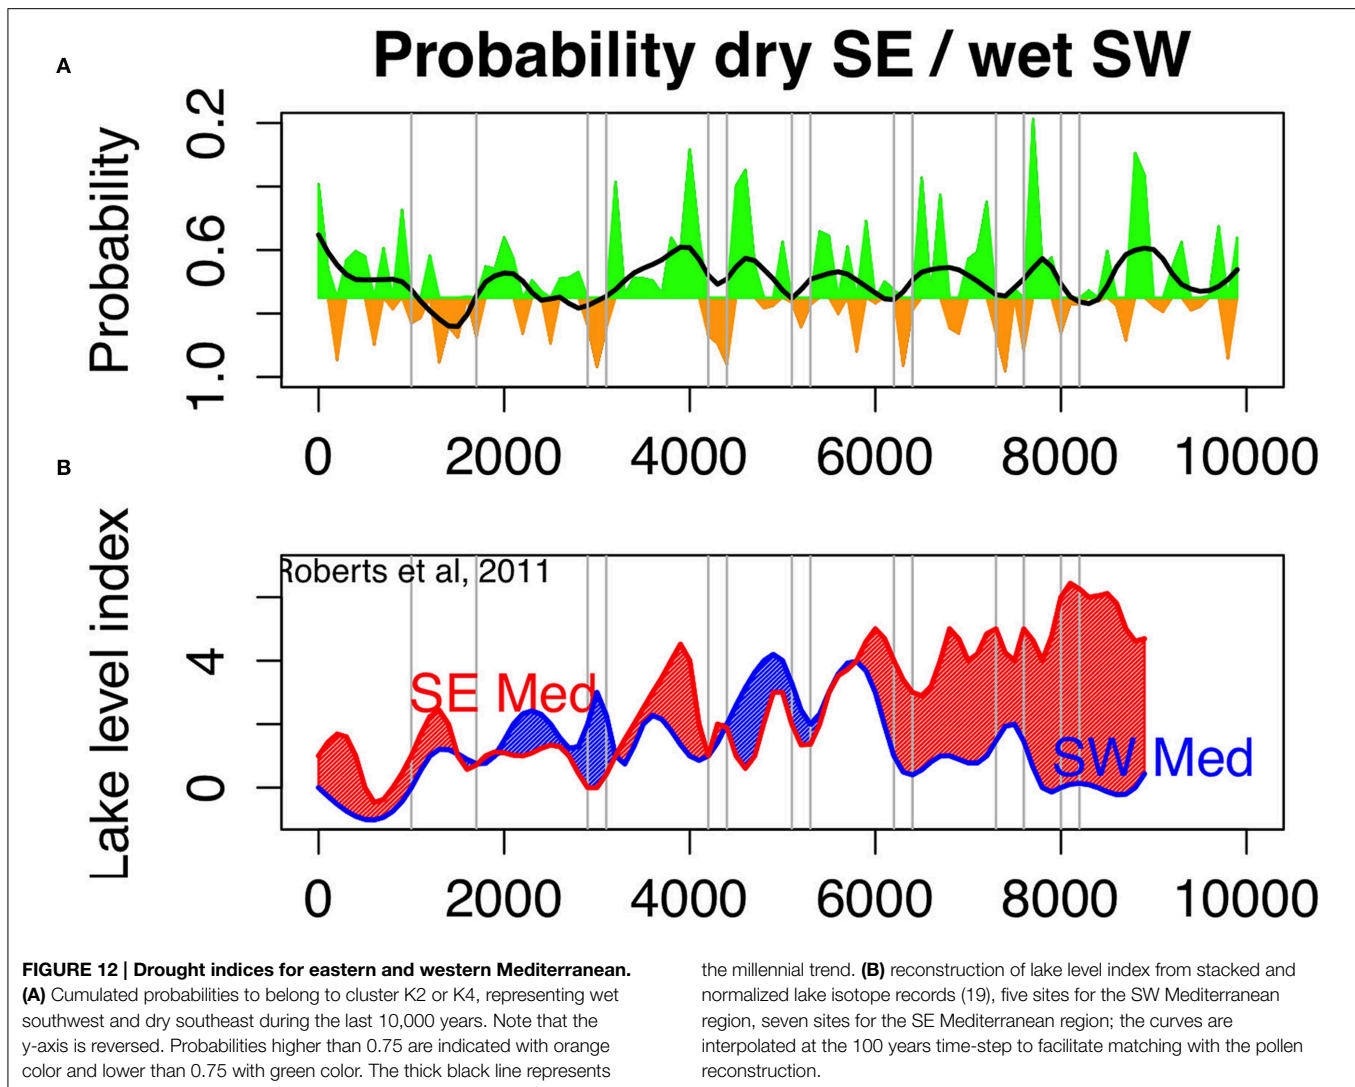 A
Probability dry SE / wet SW
Probability
0.2
0.6
1.0
0 2000 4000 6000 8000 10000
B
Lake level index
Roberts et al, 2011
4
0
SE Med
SW Med
0 2000 4000 6000 8000 10000
FIGURE 12 | Drought indices for eastern and western Mediterranean.
(A) Cumulated probabilities to belong to cluster K2 or K4, representing wet
southwest and dry southeast during the last 10,000 years. Note that the
y-axis is reversed. Probabilities higher than 0.75 are indicated with orange
color and lower than 0.75 with green color. The thick black line represents
the millennial trend. (B) reconstruction of lake level index from stacked and
normalized lake isotope records (19), five sites for the SW Mediterranean
region, seven sites for the SE Mediterranean region; the curves are
interpolated at the 100 years time-step to facilitate matching with the pollen
reconstruction.